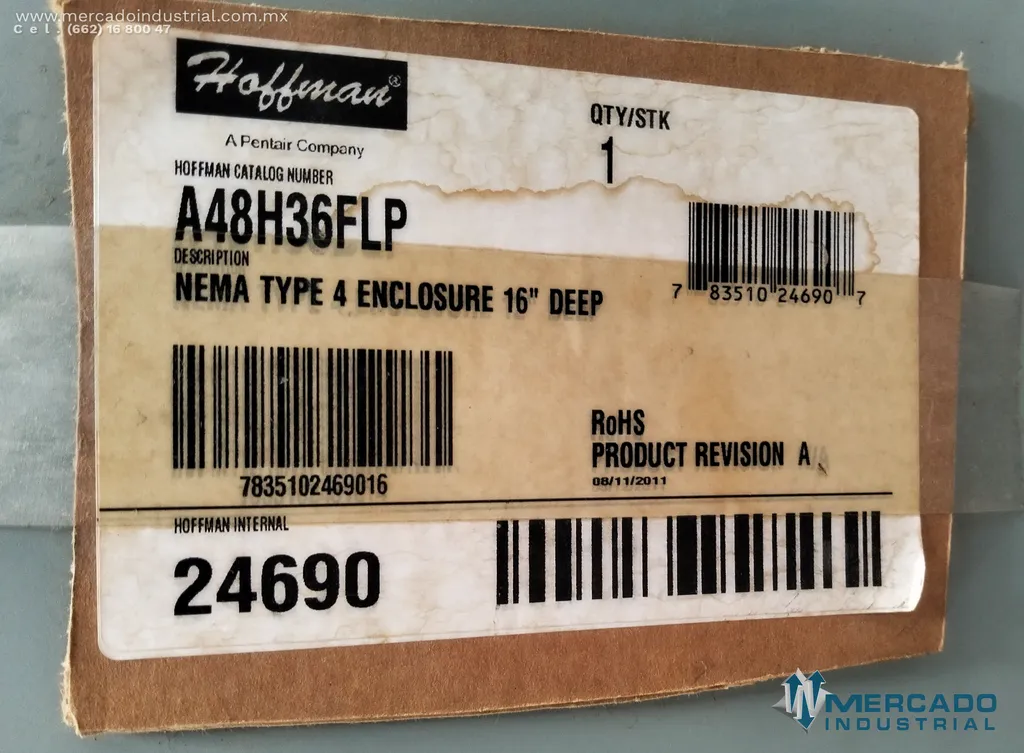 www.mercadoindustrial.com.mx
Cel. (662) 16 800 47
Hoffman®
A Pentair Company
QTY/STK
1
HOFFMAN CATALOG NUMBER
A48H36FLP
DESCRIPTION
NEMA TYPE 4 ENCLOSURE 16" DEEP
7 83510 24690 7
7835102469016
RoHS
PRODUCT REVISION A
08/11/2011
HOFFMAN INTERNAL
24690
MERCADO
INDUSTRIAL